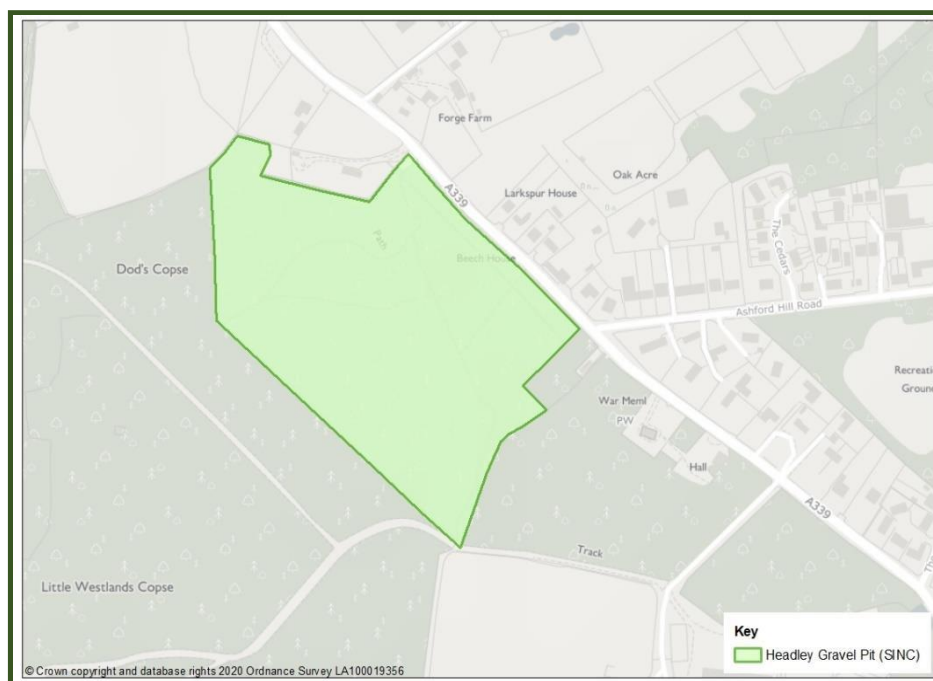 Forge Farm
A339
Larkspur House
Oak Acre
Path
Beech House
The Cedars
Dod's Copse
Ashford Hill Road
Recreati
Ground
War Meml
PW
Hall
A339
Track
Little Westlands Copse
Key
Headley Gravel Pit (SINC)
© Crown copyright and database rights 2020 Ordnance Survey LA100019356